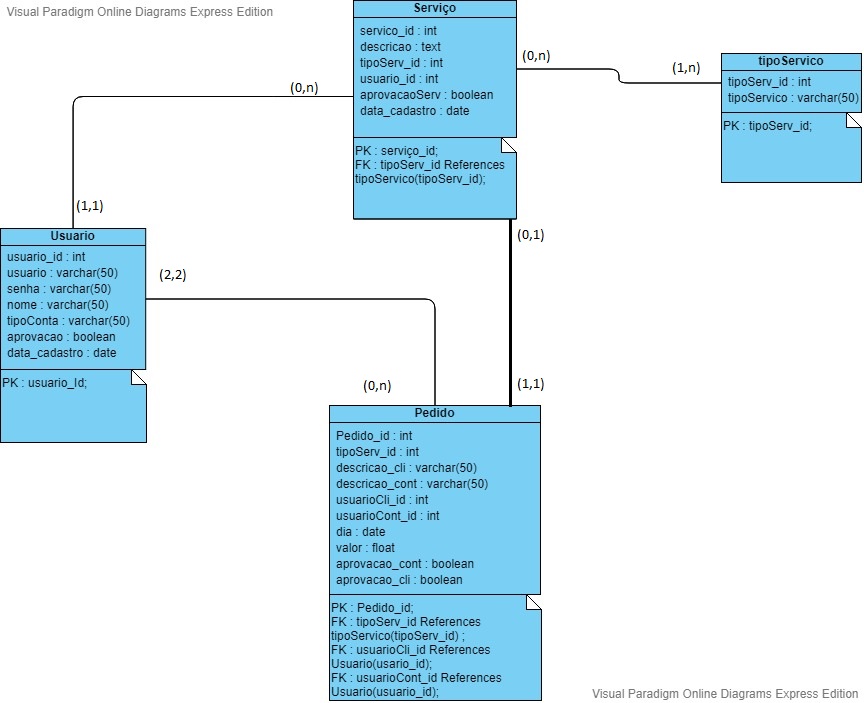 Visual Paradigm Online Diagrams Express Edition
Serviço
servico_id : int
descricao : text
tipoServ_id : int
usuario_id : int
aprovacaoServ : boolean
data_cadastro : date
PK : serviço_id;
FK : tipoServ_id References
tipoServico(tipoServ_id);
(0,n)
(1,n)
tipoServico
tipoServ_id : int
tipoServico : varchar(50)
PK : tipoServ_id;
(0,n)
(1,1)
Usuario
usuario_id : int
usuario : varchar(50)
senha : varchar(50)
nome : varchar(50)
tipoConta : varchar(50)
aprovacao : boolean
data_cadastro : date
PK : usuario_Id;
(0,1)
(2,2)
(0,n)
(1,1)
Pedido
Pedido_id : int
tipoServ_id : int
descricao_cli : varchar(50)
descricao_cont : varchar(50)
usuarioCli_id : int
usuarioCont_id : int
dia : date
valor : float
aprovacao_cont : boolean
aprovacao_cli : boolean
PK : Pedido_id;
FK : tipoServ_id References
tipoServico(tipoServ_id) ;
FK : usuarioCli_id References
Usuario(usario_id);
FK : usuarioCont_id References
Usuario(usuario_id);
Visual Paradigm Online Diagrams Express Edition